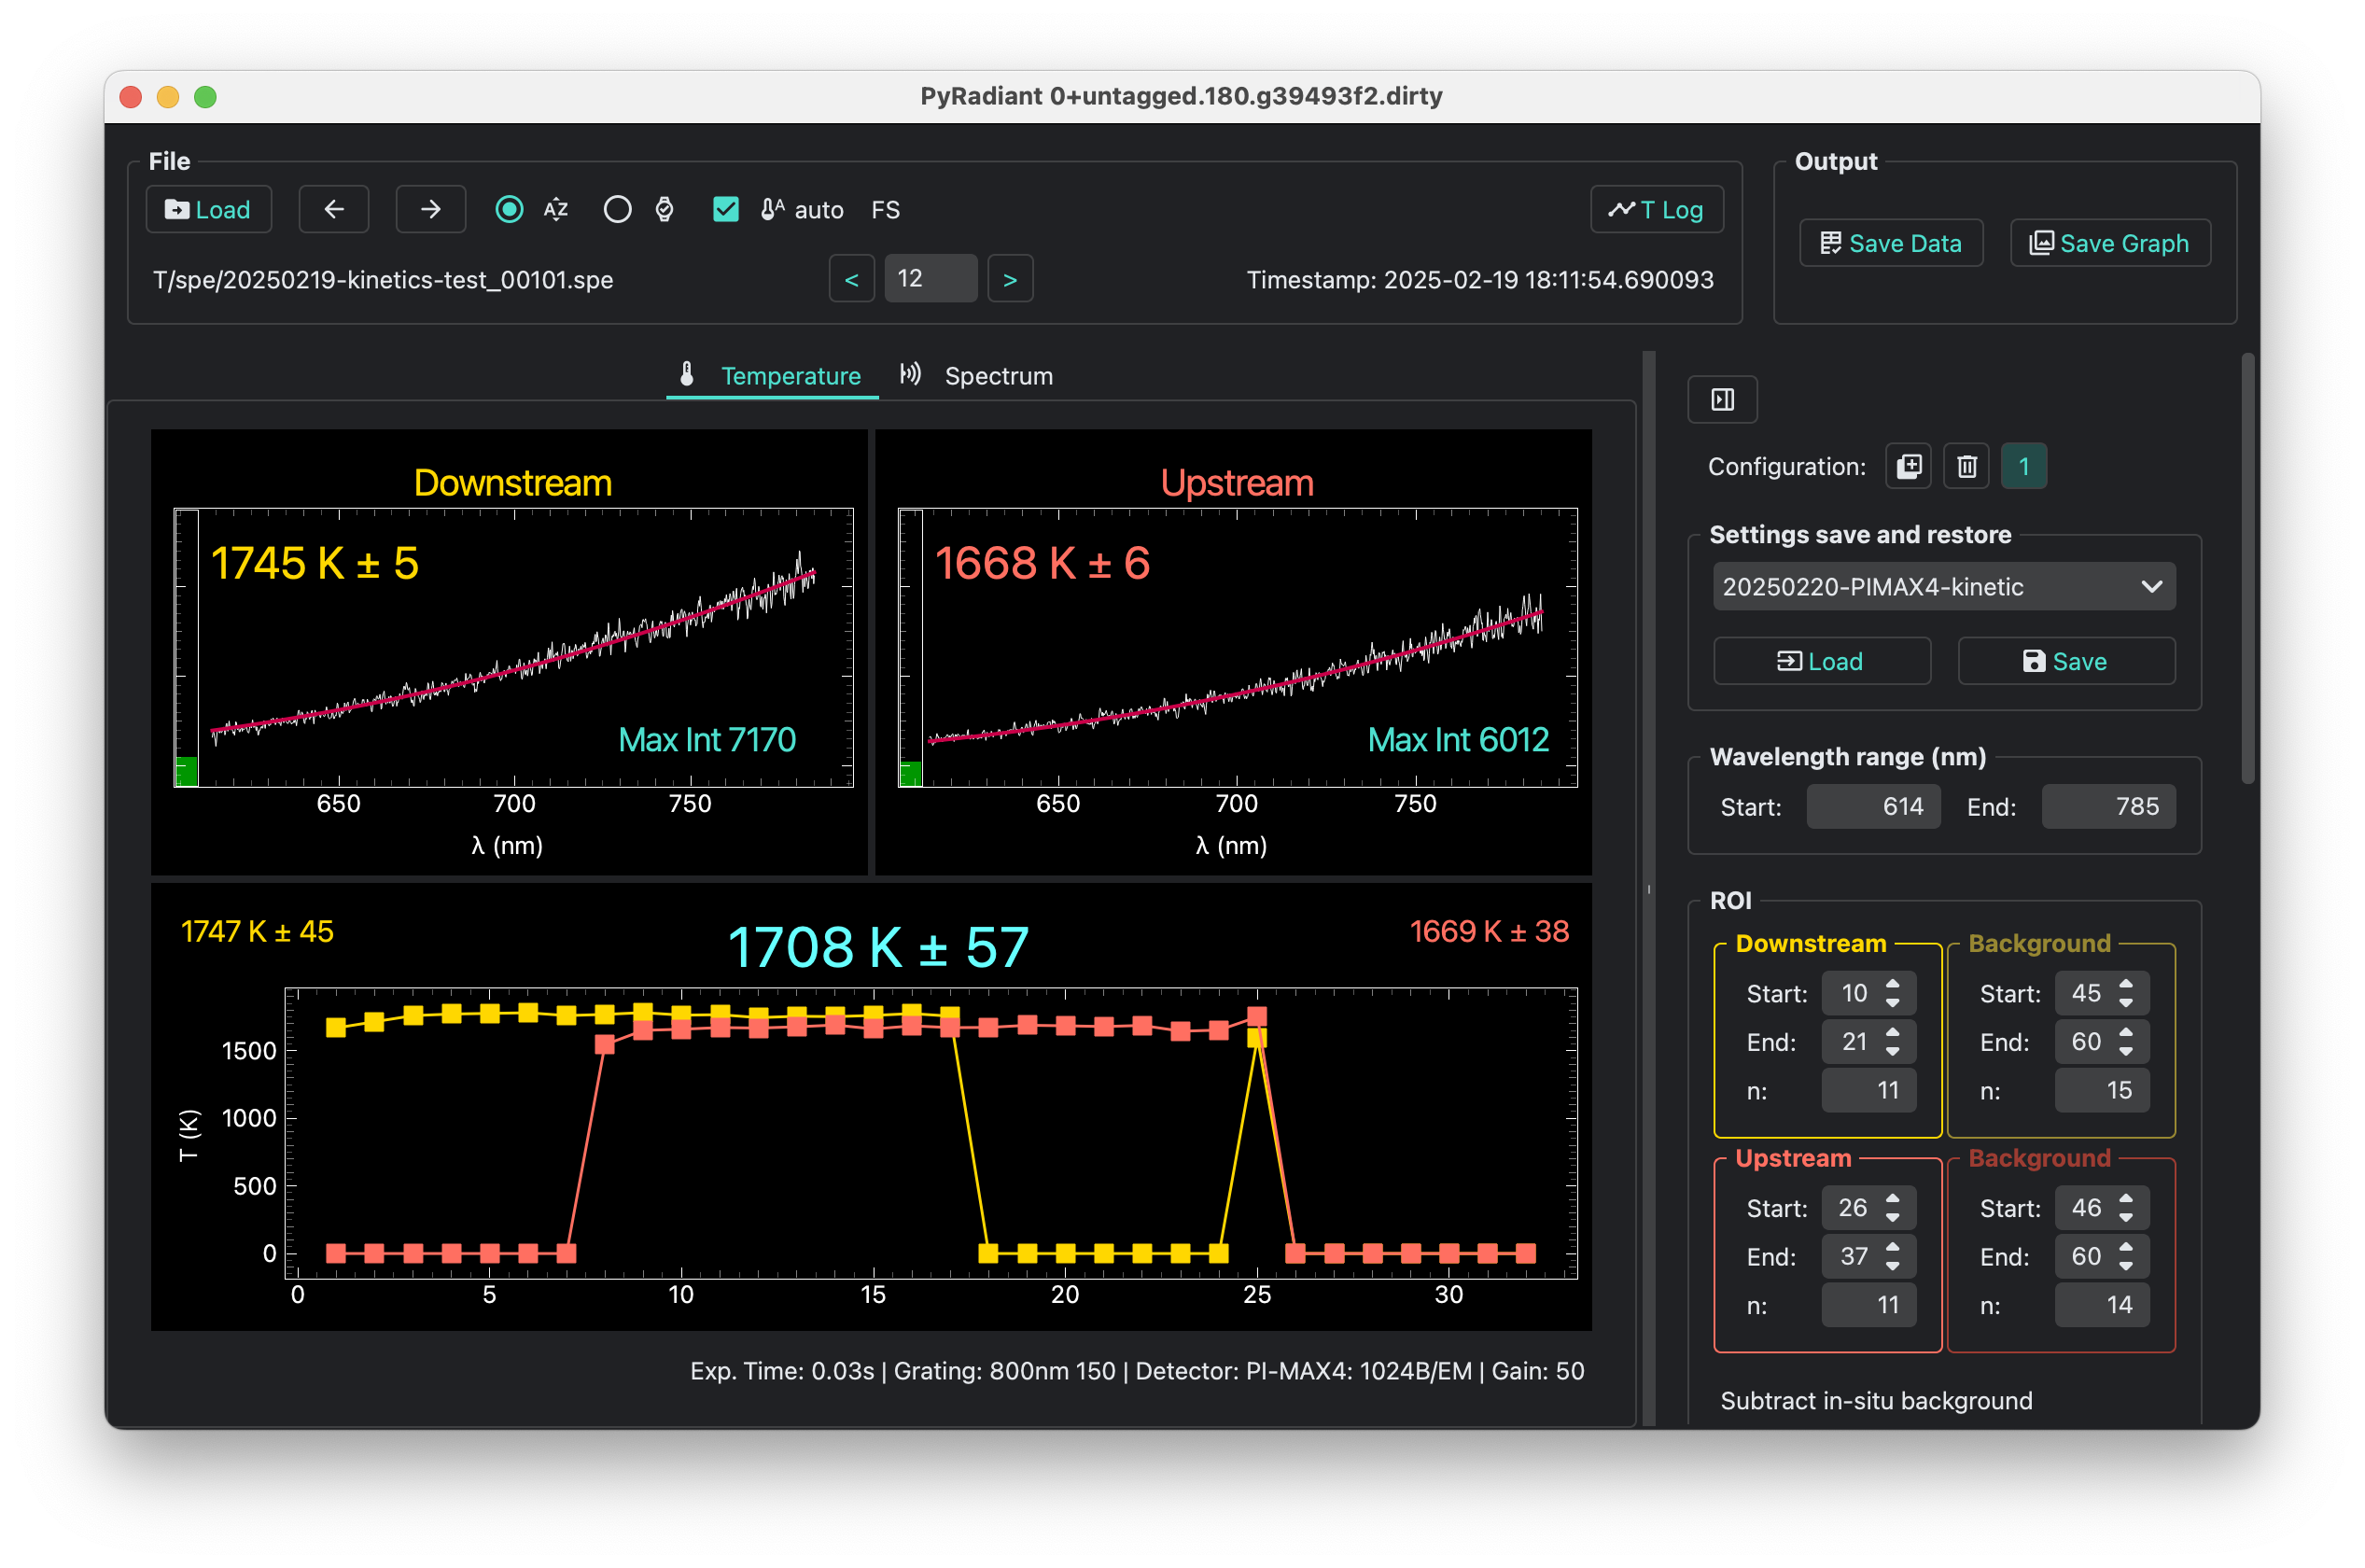 PyRadiant 0+untagged.180.g39493f2.dirty
File
Load
AZ
A auto FS
T Log
T/spe/20250219-kinetics-test_00101.spe
< 12 >
Timestamp: 2025-02-19 18:11:54.690093
Output
Save Data
Save Graph
Temperature
Spectrum
Downstream
1745 K ± 5
Max Int 7170
650 700 750
λ (nm)
Upstream
1668 K ± 6
Max Int 6012
650 700 750
λ (nm)
1747 K ± 45
1708 K ± 57
1669 K ± 38
T (K)
1500
1000
500
0
0 5 10 15 20 25 30
Exp. Time: 0.03s | Grating: 800nm 150 | Detector: PI-MAX4: 1024B/EM | Gain: 50
Configuration: 1
Settings save and restore
20250220-PIMAX4-kinetic
Load
Save
Wavelength range (nm)
Start: 614 End: 785
ROI
Downstream
Start: 10
End: 21
n: 11
Background
Start: 45
End: 60
n: 15
Upstream
Start: 26
End: 37
n: 11
Background
Start: 46
End: 60
n: 14
Subtract in-situ background